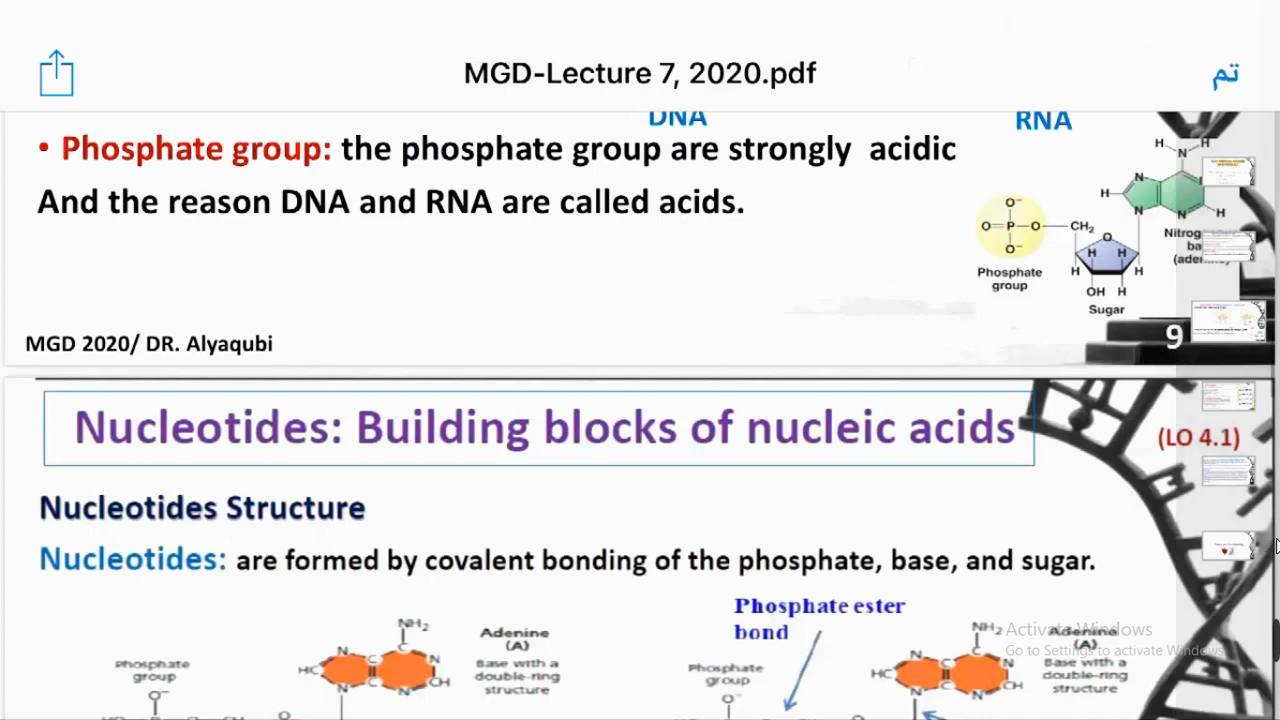 MGD-Lecture 7, 2020.pdf
تم
DNA
RNA
• Phosphate group: the phosphate group are strongly acidic
And the reason DNA and RNA are called acids.
H
H
N
N
H
N
N
H
O⁻
O=P—O—CH₂
O⁻
O
H
H
H
H
OH
H
Phosphate
group
Sugar
MGD 2020/ DR. Alyaqubi
9
Nucleotides: Building blocks of nucleic acids
(LO 4.1)
Nucleotides Structure
Nucleotides: are formed by covalent bonding of the phosphate, base, and sugar.
Phosphate ester
bond
NH₂
Adenine
(A)
Base with a
double-ring
structure
Phosphate
group
O⁻
HC
N
C
C
N
CH
N
C
N
NH₂
Adenine
(A)
Base with a
double-ring
structure
Phosphate
group
O⁻
HC
N
C
C
N
CH
N
C
N
Activate Windows
Go to Settings to activate Windows.